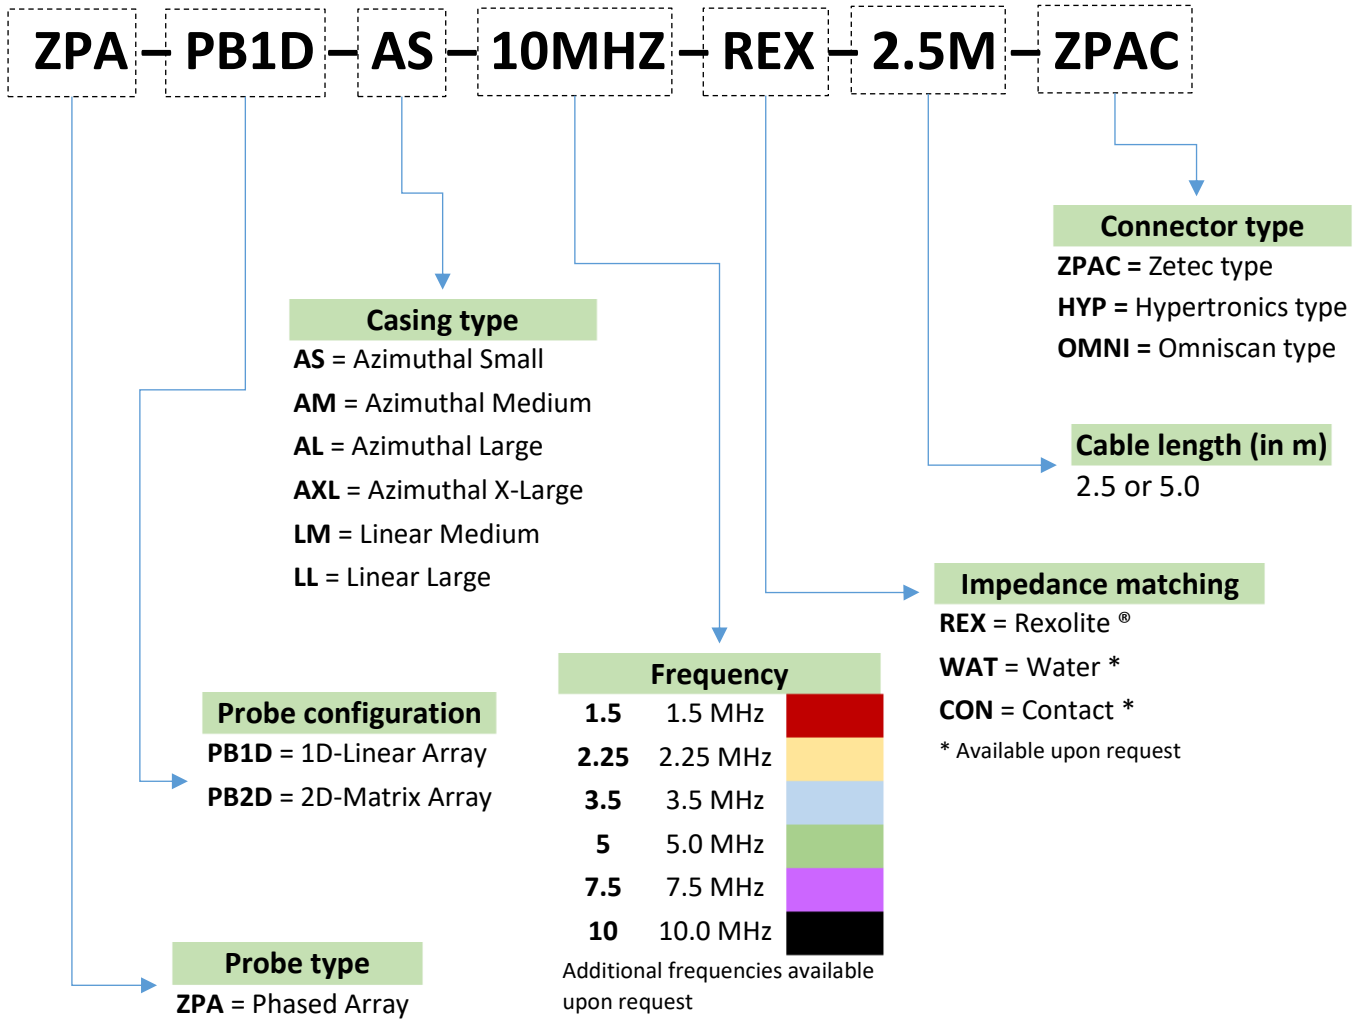 ZPA – PB1D – AS – 10MHZ – REX – 2.5M – ZPAC
Connector type
ZPAC = Zetec type
HYP = Hypertronics type
OMNI = Omniscan type
Casing type
AS = Azimuthal Small
AM = Azimuthal Medium
AL = Azimuthal Large
AXL = Azimuthal X-Large
LM = Linear Medium
LL = Linear Large
Cable length (in m)
2.5 or 5.0
Impedance matching
REX = Rexolite ®
WAT = Water *
CON = Contact *
* Available upon request
Frequency
1.5 1.5 MHz
2.25 2.25 MHz
3.5 3.5 MHz
5 5.0 MHz
7.5 7.5 MHz
10 10.0 MHz
Additional frequencies available
upon request
Probe configuration
PB1D = 1D-Linear Array
PB2D = 2D-Matrix Array
Probe type
ZPA = Phased Array